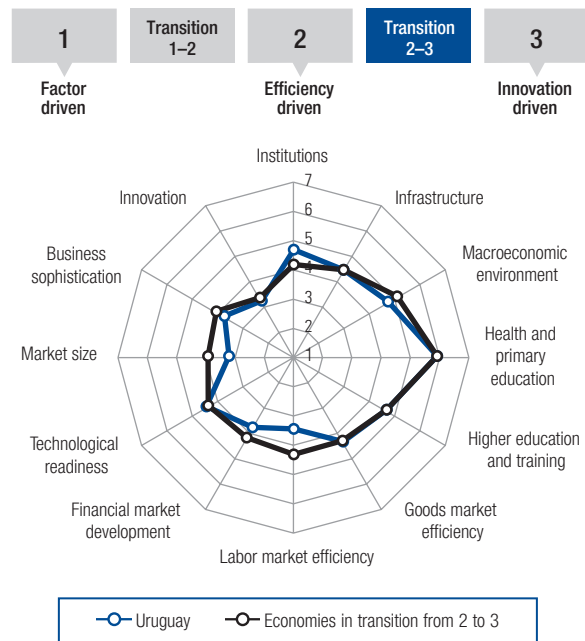 1
Transition
1–2
2
Transition
2–3
3
Factor
driven
Efficiency
driven
Innovation
driven
Institutions
7
6
5
4
3
2
1
Infrastructure
Macroeconomic
environment
Health and
primary
education
Higher education
and training
Goods market
efficiency
Labor market efficiency
Financial market
development
Technological
readiness
Market size
Business
sophistication
Innovation
Uruguay
Economies in transition from 2 to 3